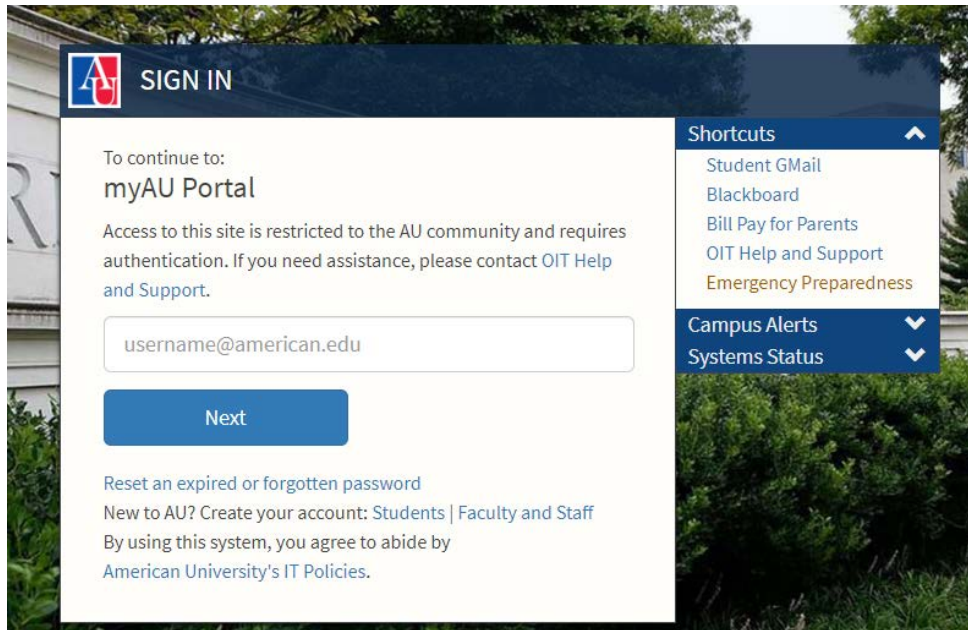 AU
SIGN IN
To continue to:
myAU Portal
Access to this site is restricted to the AU community and requires
authentication. If you need assistance, please contact OIT Help
and Support.
username@american.edu
Next
Reset an expired or forgotten password
New to AU? Create your account: Students | Faculty and Staff
By using this system, you agree to abide by
American University's IT Policies.
Shortcuts
Student GMail
Blackboard
Bill Pay for Parents
OIT Help and Support
Emergency Preparedness
Campus Alerts
Systems Status